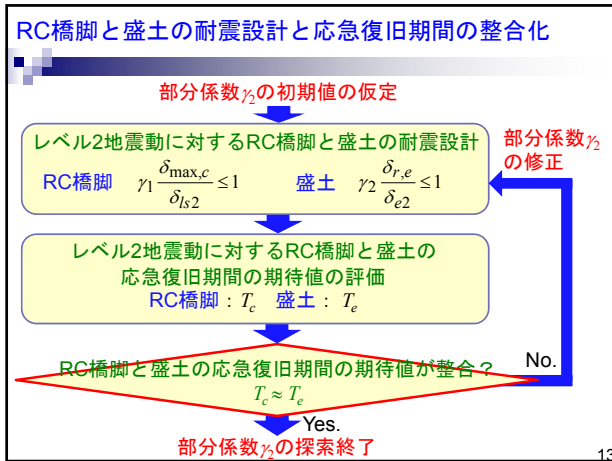 RC橋脚と盛土の耐震設計と応急復旧期間の整合化
部分係数γ₂の初期値の仮定
レベル2地震動に対するRC橋脚と盛土の耐震設計
RC橋脚 γ₁ δmax,c / δls2 ≤ 1 盛土 γ₂ δr,e / δe2 ≤ 1
部分係数γ₂
の修正
レベル2地震動に対するRC橋脚と盛土の
応急復旧期間の期待値の評価
RC橋脚：Tc 盛土：Te
RC橋脚と盛土の応急復旧期間の期待値が整合？
Tc ≈ Te
No.
Yes.
部分係数γ₂の探索終了
13